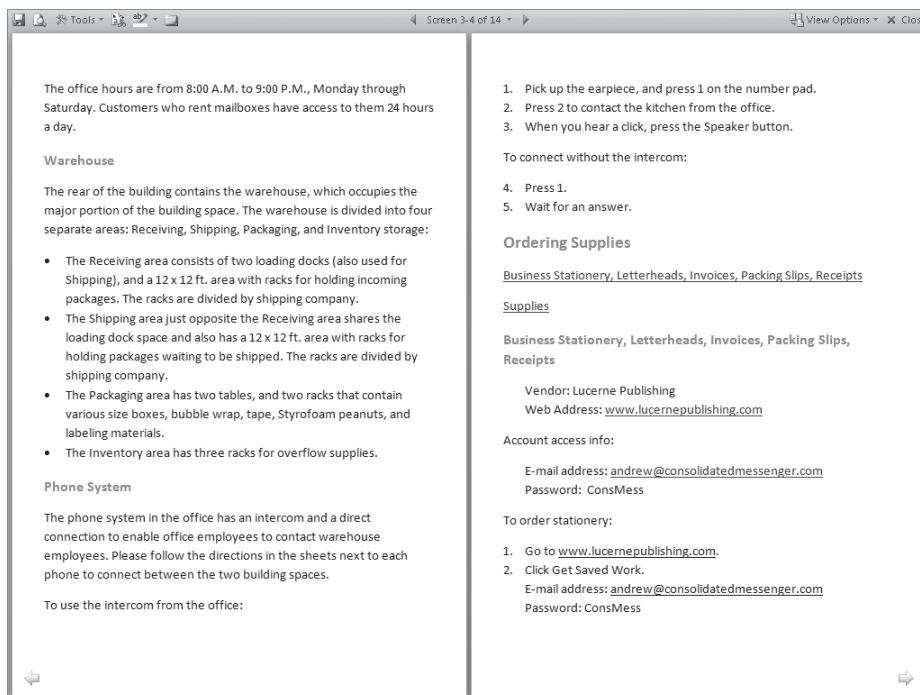 Tools
Screen 3-4 of 14
View Options
Clos
The office hours are from 8:00 A.M. to 9:00 P.M., Monday through
Saturday. Customers who rent mailboxes have access to them 24 hours
a day.
Warehouse
The rear of the building contains the warehouse, which occupies the
major portion of the building space. The warehouse is divided into four
separate areas: Receiving, Shipping, Packaging, and Inventory storage:
• The Receiving area consists of two loading docks (also used for
Shipping), and a 12 x 12 ft. area with racks for holding incoming
packages. The racks are divided by shipping company.
• The Shipping area just opposite the Receiving area shares the
loading dock space and also has a 12 x 12 ft. area with racks for
holding packages waiting to be shipped. The racks are divided by
shipping company.
• The Packaging area has two tables, and two racks that contain
various size boxes, bubble wrap, tape, Styrofoam peanuts, and
labeling materials.
• The Inventory area has three racks for overflow supplies.
Phone System
The phone system in the office has an intercom and a direct
connection to enable office employees to contact warehouse
employees. Please follow the directions in the sheets next to each
phone to connect between the two building spaces.
To use the intercom from the office:
1. Pick up the earpiece, and press 1 on the number pad.
2. Press 2 to contact the kitchen from the office.
3. When you hear a click, press the Speaker button.
To connect without the intercom:
4. Press 1.
5. Wait for an answer.
Ordering Supplies
Business Stationery, Letterheads, Invoices, Packing Slips, Receipts
Supplies
Business Stationery, Letterheads, Invoices, Packing Slips,
Receipts
Vendor: Lucerne Publishing
Web Address: www.lucernepublishing.com
Account access info:
E-mail address: andrew@consolidatedmessenger.com
Password: ConsMess
To order stationery:
1. Go to www.lucernepublishing.com.
2. Click Get Saved Work.
E-mail address: andrew@consolidatedmessenger.com
Password: ConsMess